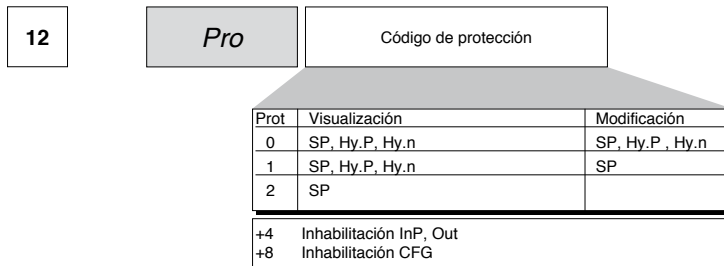 12 Pro Código de protección
Prot Visualización Modificación
0 SP, Hy.P, Hy.n SP, Hy.P , Hy.n
1 SP, Hy.P, Hy.n SP
2 SP
+4 Inhabilitación InP, Out
+8 Inhabilitación CFG